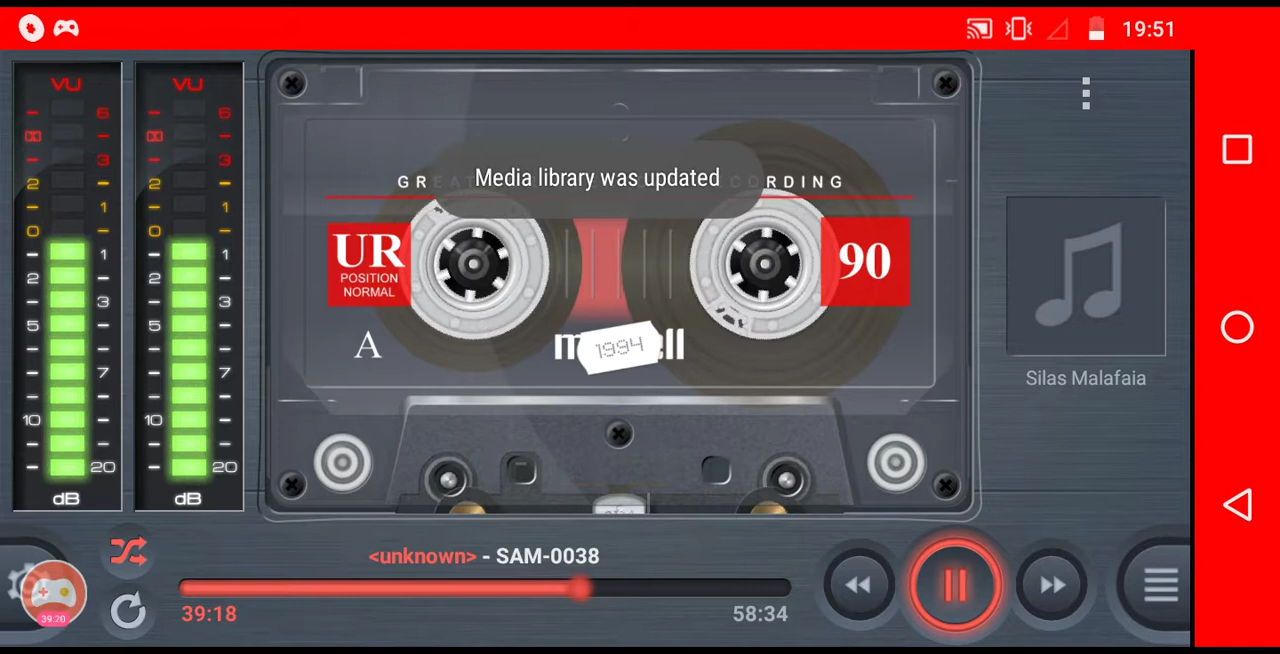 19:51
VU VU
6 6
3 3
2 2
1 1
0 0
1 1
2 2
3 3
5 5
7 7
10 10
20 20
dB dB
Media library was updated
CORDING
UR
POSITION
NORMAL
90
A
1994
Silas Malafaia
<unknown> - SAM-0038
39:18
58:34
39:20